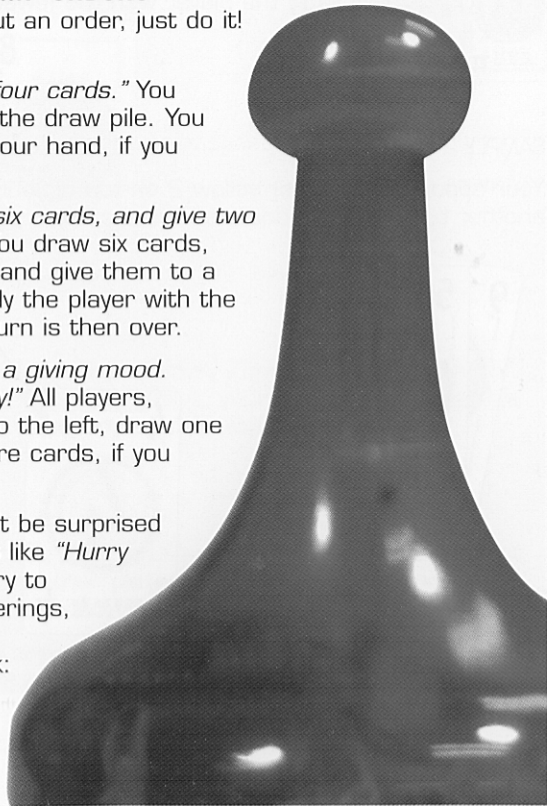 ut an order, just do it!
four cards." You
the draw pile. You
our hand, if you
six cards, and give two
ou draw six cards,
and give them to a
ly the player with the
urn is then over.
a giving mood.
y!" All players,
o the left, draw one
re cards, if you
t be surprised
like "Hurry
ry to
erings,
k: